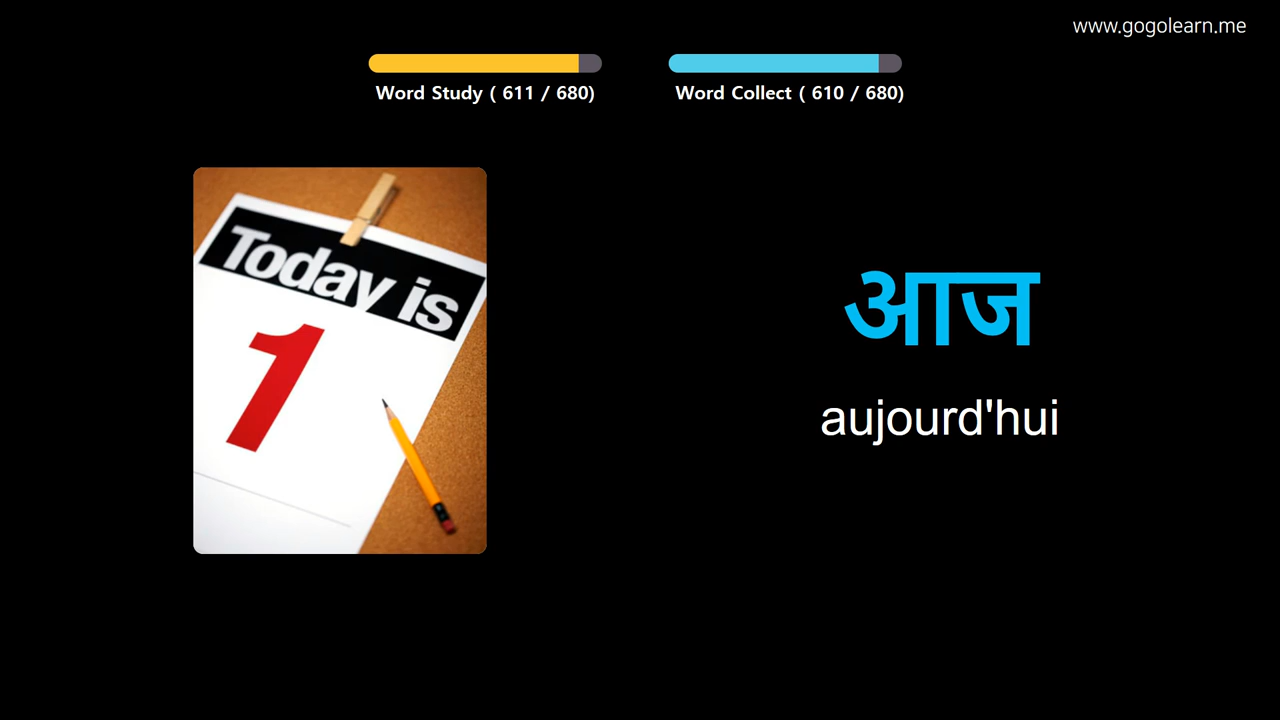 www.gogolearn.me
Word Study ( 611 / 680)
Word Collect ( 610 / 680)
Today is
1
आज
aujourd'hui